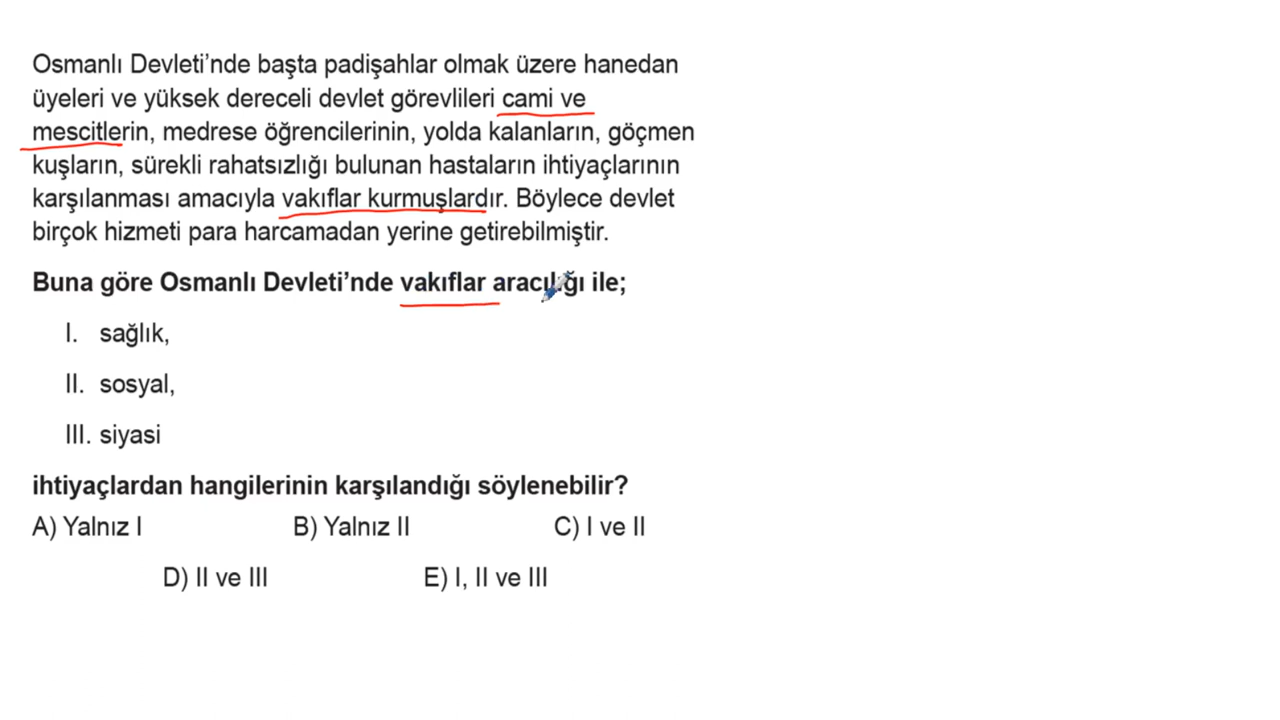 Osmanlı Devleti’nde başta padişahlar olmak üzere hanedan
üyeleri ve yüksek dereceli devlet görevlileri cami ve
mescitlerin, medrese öğrencilerinin, yolda kalanların, göçmen
kuşların, sürekli rahatsızlığı bulunan hastaların ihtiyaçlarının
karşılanması amacıyla vakıflar kurmuşlardır. Böylece devlet
birçok hizmeti para harcamadan yerine getirebilmiştir.
Buna göre Osmanlı Devleti’nde vakıflar aracılığı ile;
I. sağlık,
II. sosyal,
III. siyasi
ihtiyaçlardan hangilerinin karşılandığı söylenebilir?
A) Yalnız I B) Yalnız II C) I ve II
D) II ve III E) I, II ve III